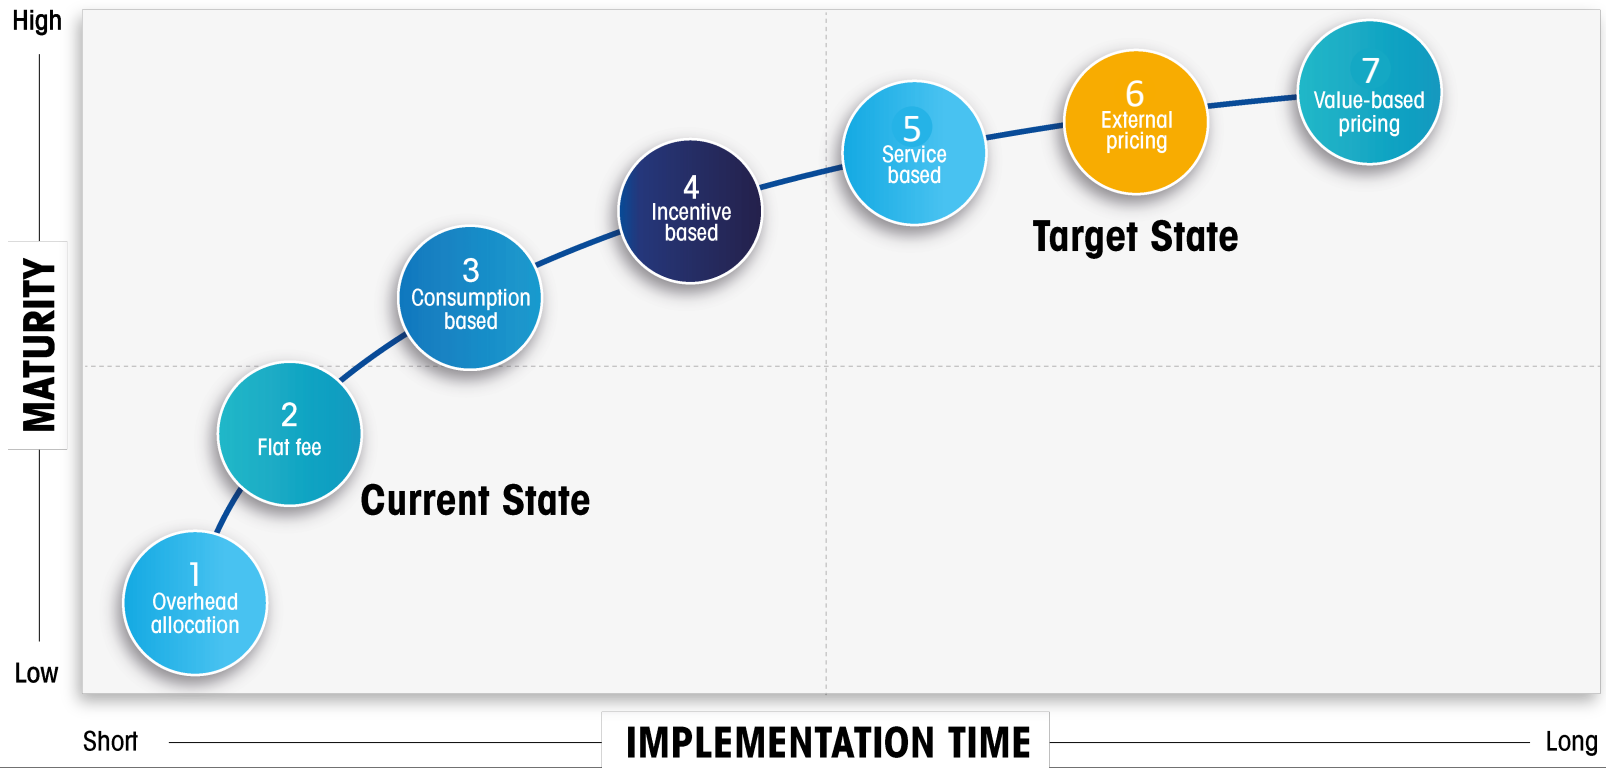 High
7
Value-based
pricing
6
External
pricing
5
Service
based
4
Incentive
based
Target State
3
Consumption
based
MATURITY
2
Flat fee
Current State
1
Overhead
allocation
Low
Short
IMPLEMENTATION TIME
Long